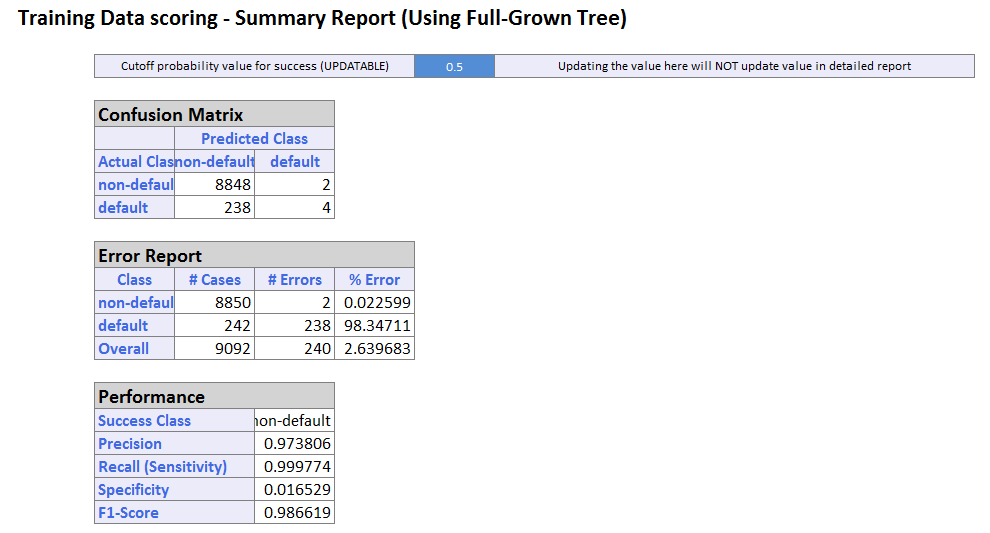 Training Data scoring - Summary Report (Using Full-Grown Tree)
Cutoff probability value for success (UPDATABLE) 0.5 Updating the value here will NOT update value in detailed report
Confusion Matrix
Predicted Class
Actual Clas non-default default
non-defaul 8848 2
default 238 4
Error Report
Class # Cases # Errors % Error
non-defaul 8850 2 0.022599
default 242 238 98.34711
Overall 9092 240 2.639683
Performance
Success Class non-default
Precision 0.973806
Recall (Sensitivity) 0.999774
Specificity 0.016529
F1-Score 0.986619